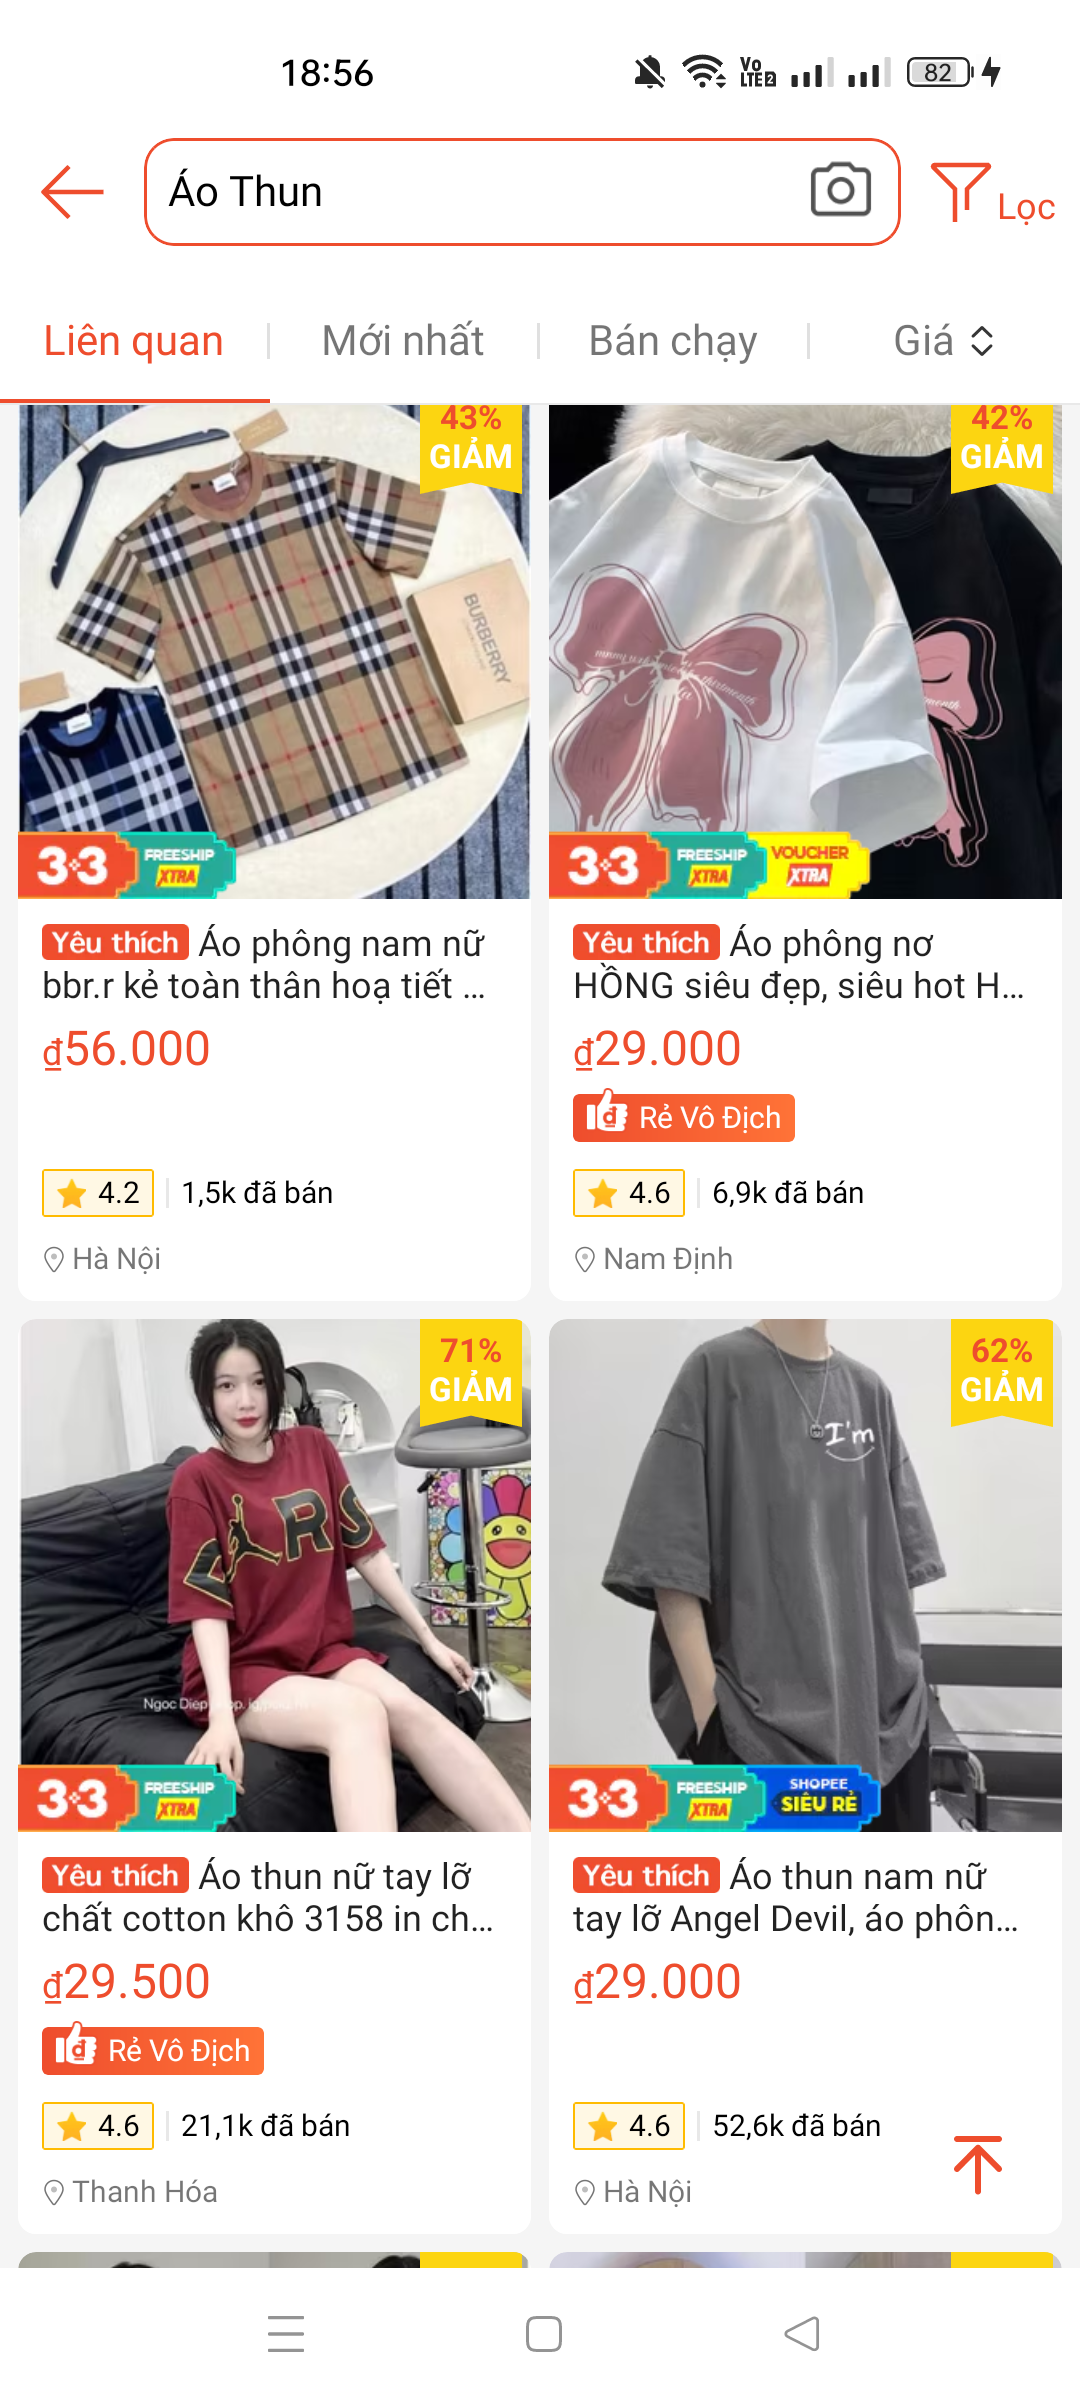 18:56
Vo
LTE2
82
Áo Thun
Lọc
Liên quan
Mới nhất
Bán chạy
Giá
43%
GIẢM
BURBERRY
3.3
FREESHIP
XTRA
42%
GIẢM
3.3
FREESHIP
XTRA
VOUCHER
XTRA
Yêu thích Áo phông nam nữ
bbr.r kẻ toàn thân hoạ tiết ...
₫56.000
4.2
1,5k đã bán
Hà Nội
Yêu thích Áo phông nơ
HỒNG siêu đẹp, siêu hot H...
₫29.000
Rẻ Vô Địch
4.6
6,9k đã bán
Nam Định
71%
GIẢM
ARS
Ngoc Diep
3.3
FREESHIP
XTRA
62%
GIẢM
I'm
3.3
FREESHIP
XTRA
SHOPEE
SIÊU RẺ
Yêu thích Áo thun nữ tay lỡ
chất cotton khô 3158 in ch...
₫29.500
Rẻ Vô Địch
4.6
21,1k đã bán
Thanh Hóa
Yêu thích Áo thun nam nữ
tay lỡ Angel Devil, áo phôn...
₫29.000
4.6
52,6k đã bán
Hà Nội